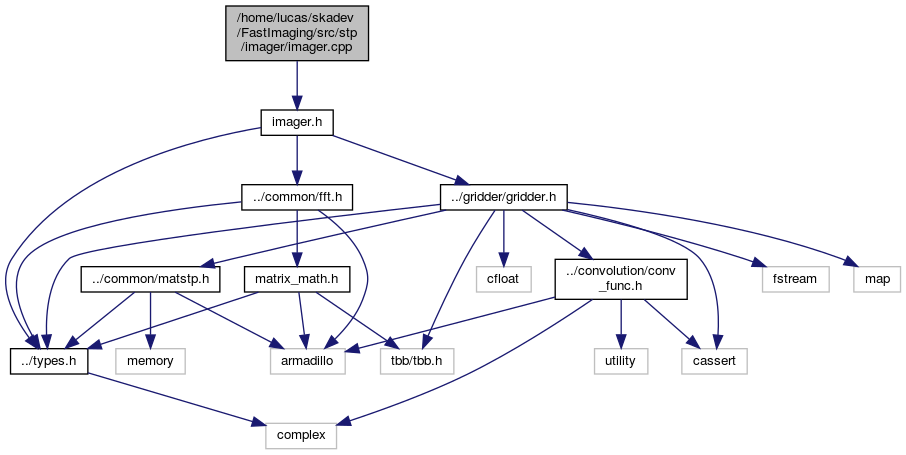 /home/lucas/skadev
/FastImaging/src/stp
/imager/imager.cpp
imager.h
../common/fft.h
../gridder/gridder.h
../common/matstp.h
matrix_math.h
cfloat
../convolution/conv
_func.h
fstream
map
../types.h
memory
armadillo
tbb/tbb.h
utility
cassert
complex